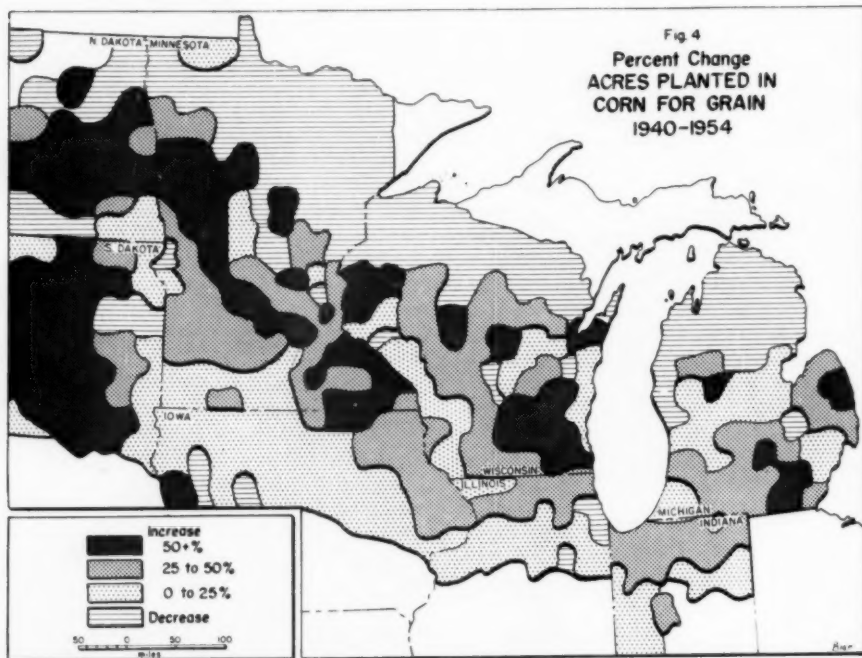 Fig. 4
Percent Change
ACRES PLANTED IN
CORN FOR GRAIN
1940-1954
N. DAKOTA MINNESOTA
S. DAKOTA
IOWA
WISCONSIN
ILLINOIS
MICHIGAN
INDIANA
Increase
50+%
25 to 50%
0 to 25%
Decrease
50 0 50 100
miles